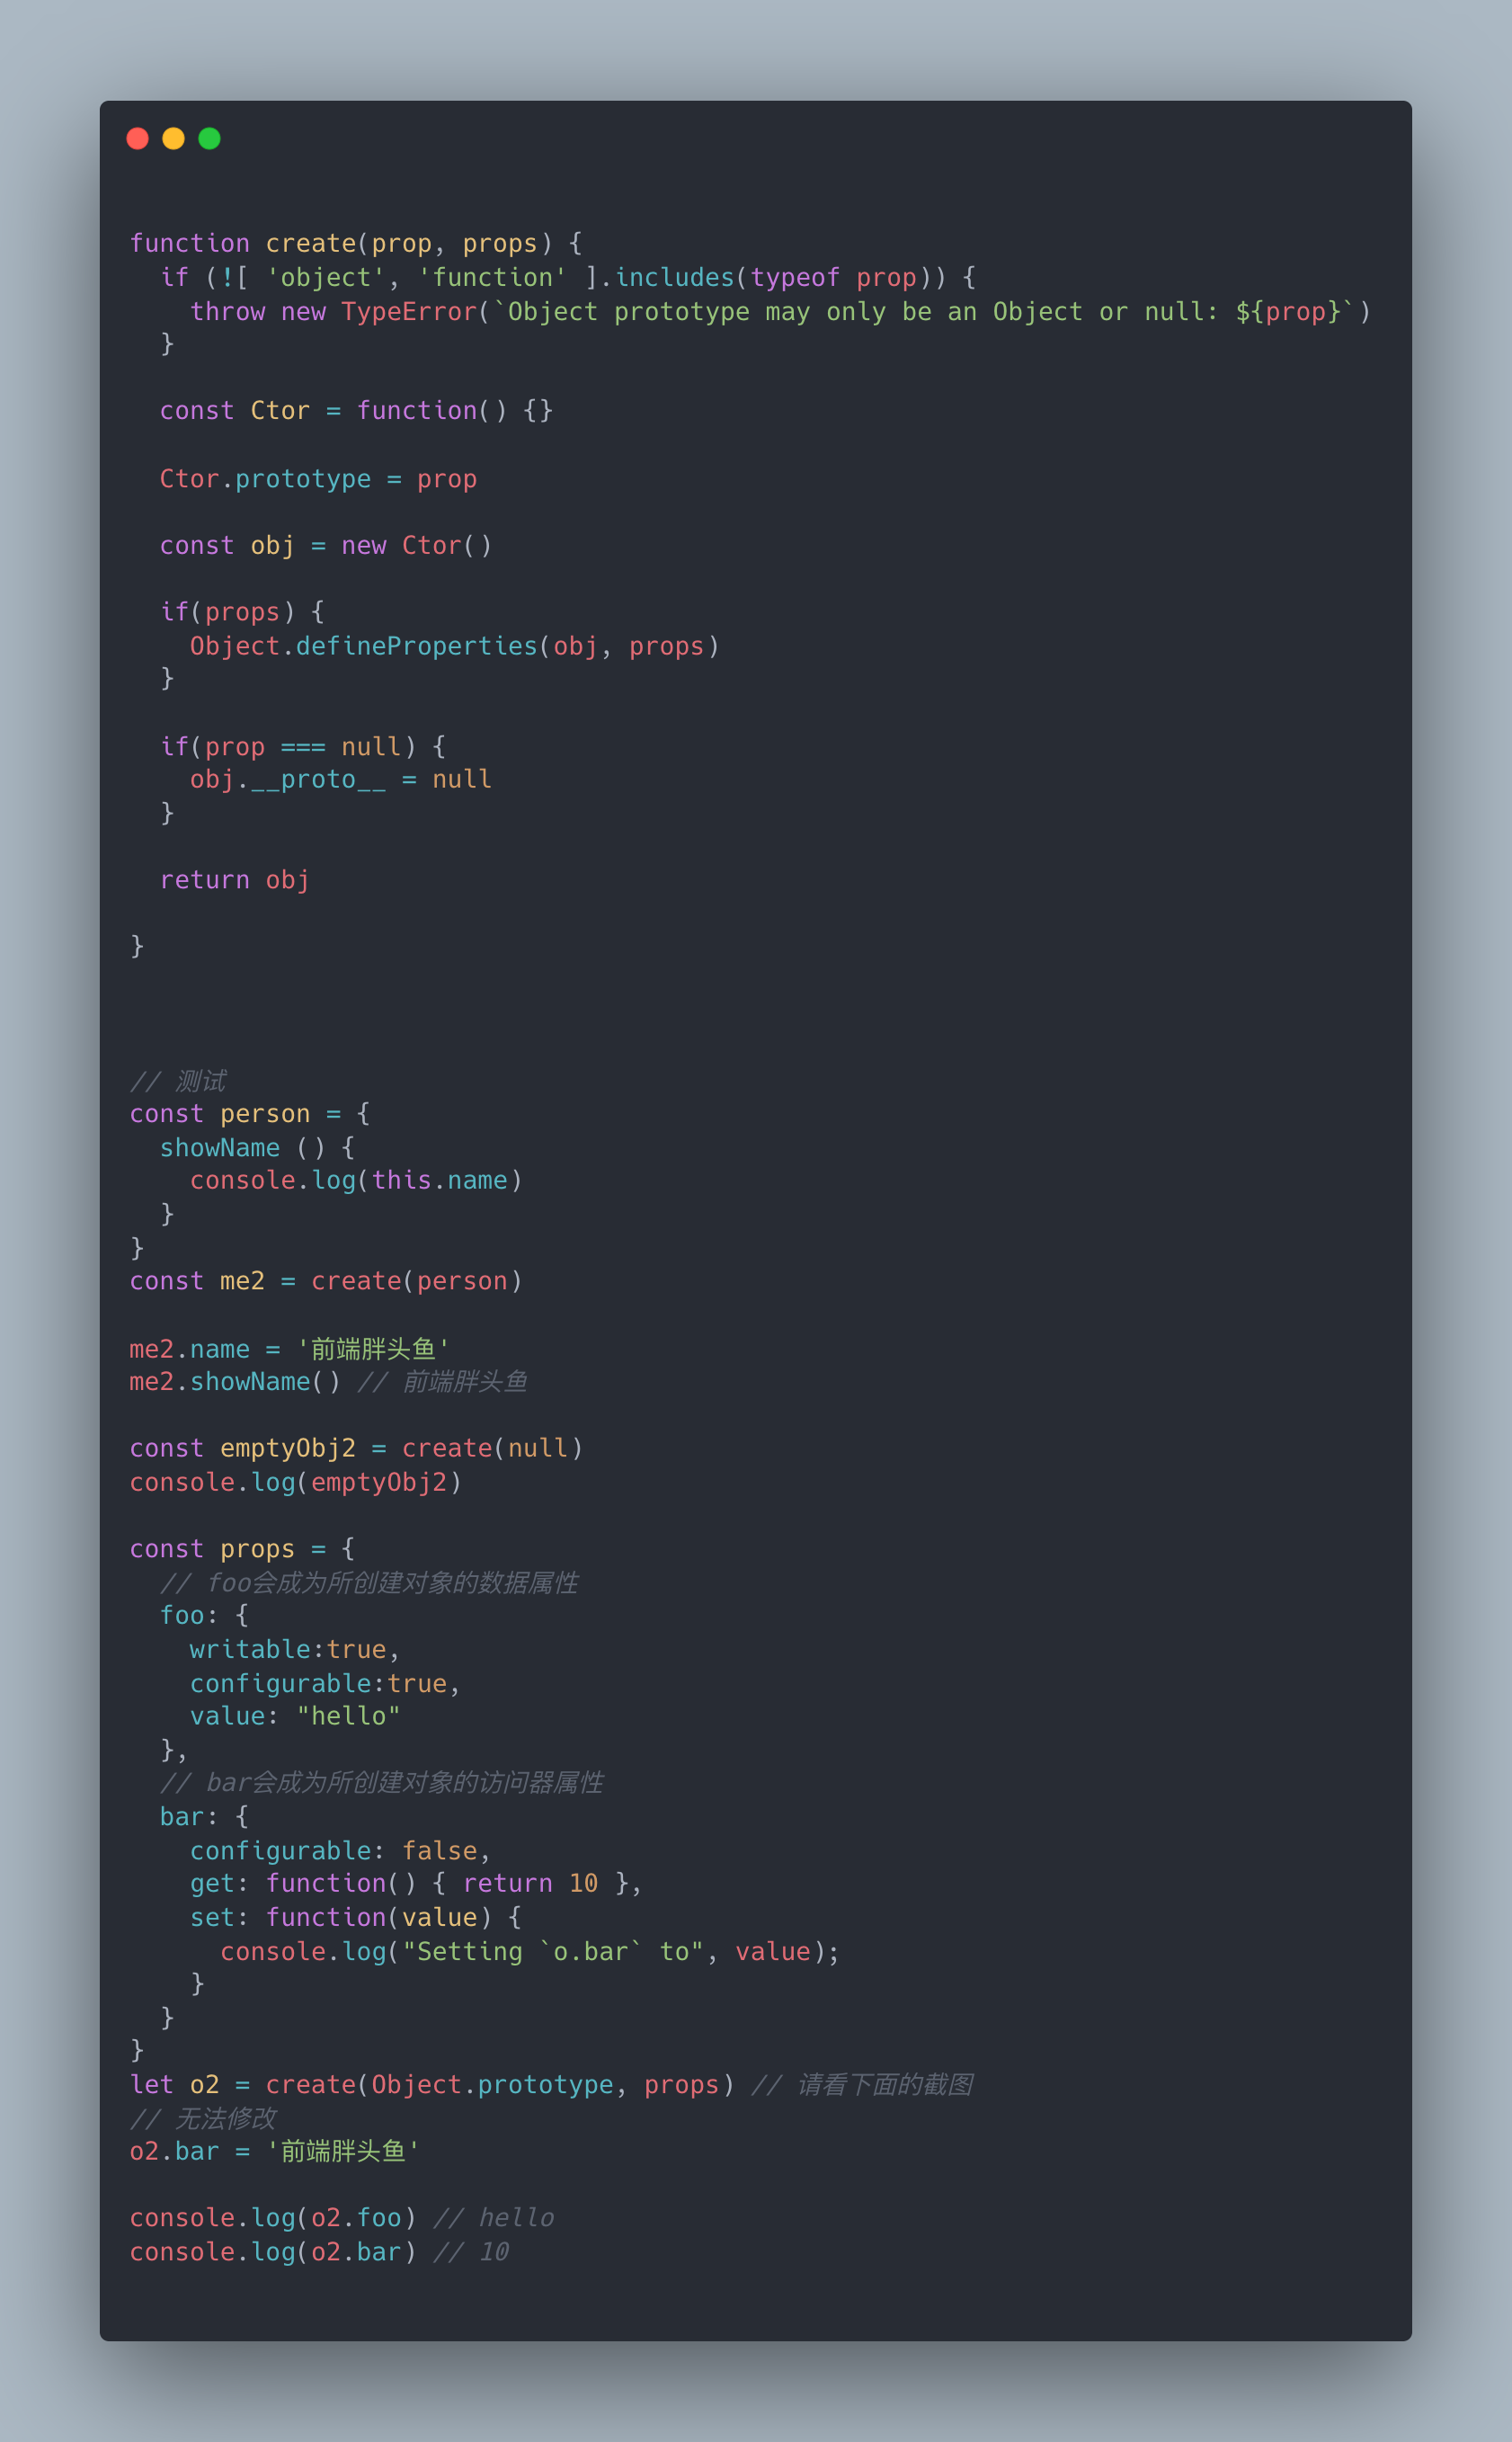 function create(prop, props) {
  if (![ 'object', 'function' ].includes(typeof prop)) {
    throw new TypeError(`Object prototype may only be an Object or null: ${prop}`)
  }

  const Ctor = function() {}

  Ctor.prototype = prop

  const obj = new Ctor()

  if(props) {
    Object.defineProperties(obj, props)
  }

  if(prop === null) {
    obj.__proto__ = null
  }

  return obj

}

// 测试
const person = {
  showName () {
    console.log(this.name)
  }
}
const me2 = create(person)

me2.name = '前端胖头鱼'
me2.showName() // 前端胖头鱼

const emptyObj2 = create(null)
console.log(emptyObj2)

const props = {
  // foo会成为所创建对象的数据属性
  foo: {
    writable:true,
    configurable:true,
    value: "hello"
  },
  // bar会成为所创建对象的访问器属性
  bar: {
    configurable: false,
    get: function() { return 10 },
    set: function(value) {
      console.log("Setting `o.bar` to", value);
    }
  }
}
let o2 = create(Object.prototype, props) // 请看下面的截图
// 无法修改
o2.bar = '前端胖头鱼'

console.log(o2.foo) // hello
console.log(o2.bar) // 10